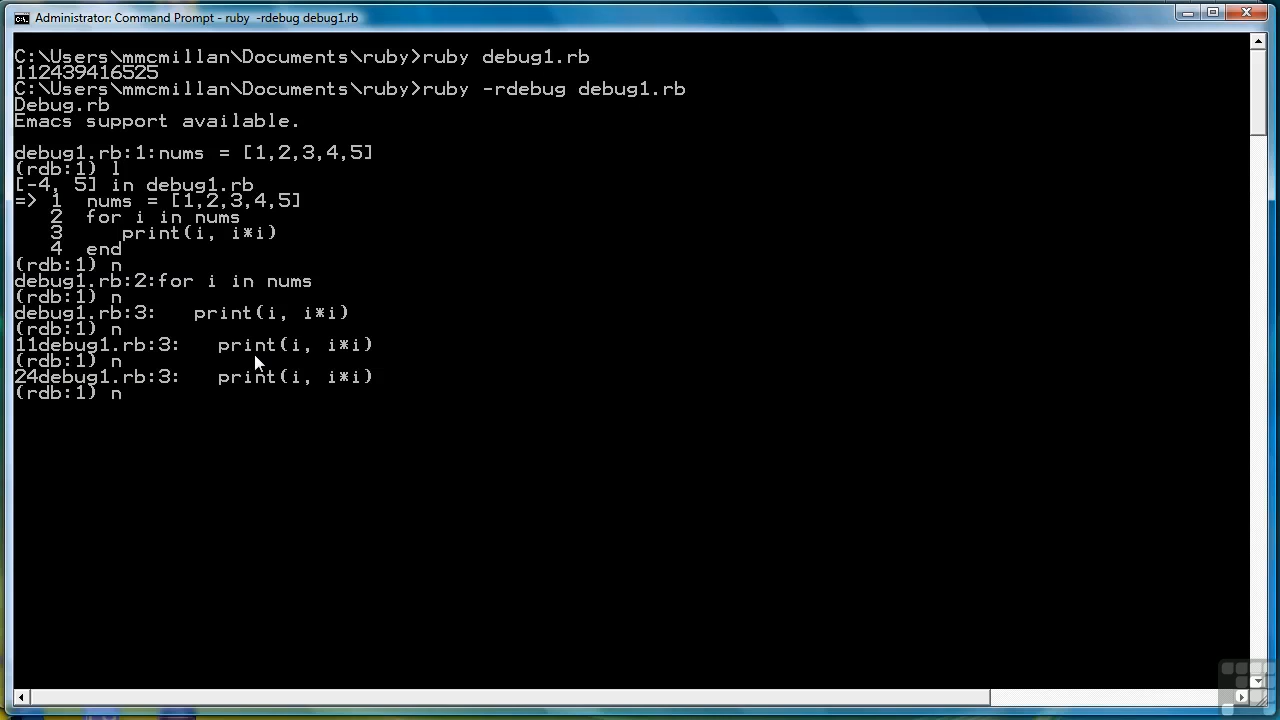 Administrator: Command Prompt - ruby -rdebug debug1.rb
C:\Users\mmcmillan\Documents\ruby>ruby debug1.rb
112439416525
C:\Users\mmcmillan\Documents\ruby>ruby -rdebug debug1.rb
Debug.rb
Emacs support available.
debug1.rb:1:nums = [1,2,3,4,5]
(rdb:1) l
[-4, 5] in debug1.rb
=> 1  nums = [1,2,3,4,5]
   2  for i in nums
   3     print(i, i*i)
   4  end
(rdb:1) n
debug1.rb:2:for i in nums
(rdb:1) n
debug1.rb:3:   print(i, i*i)
(rdb:1) n
11debug1.rb:3:   print(i, i*i)
(rdb:1) n
24debug1.rb:3:   print(i, i*i)
(rdb:1) n